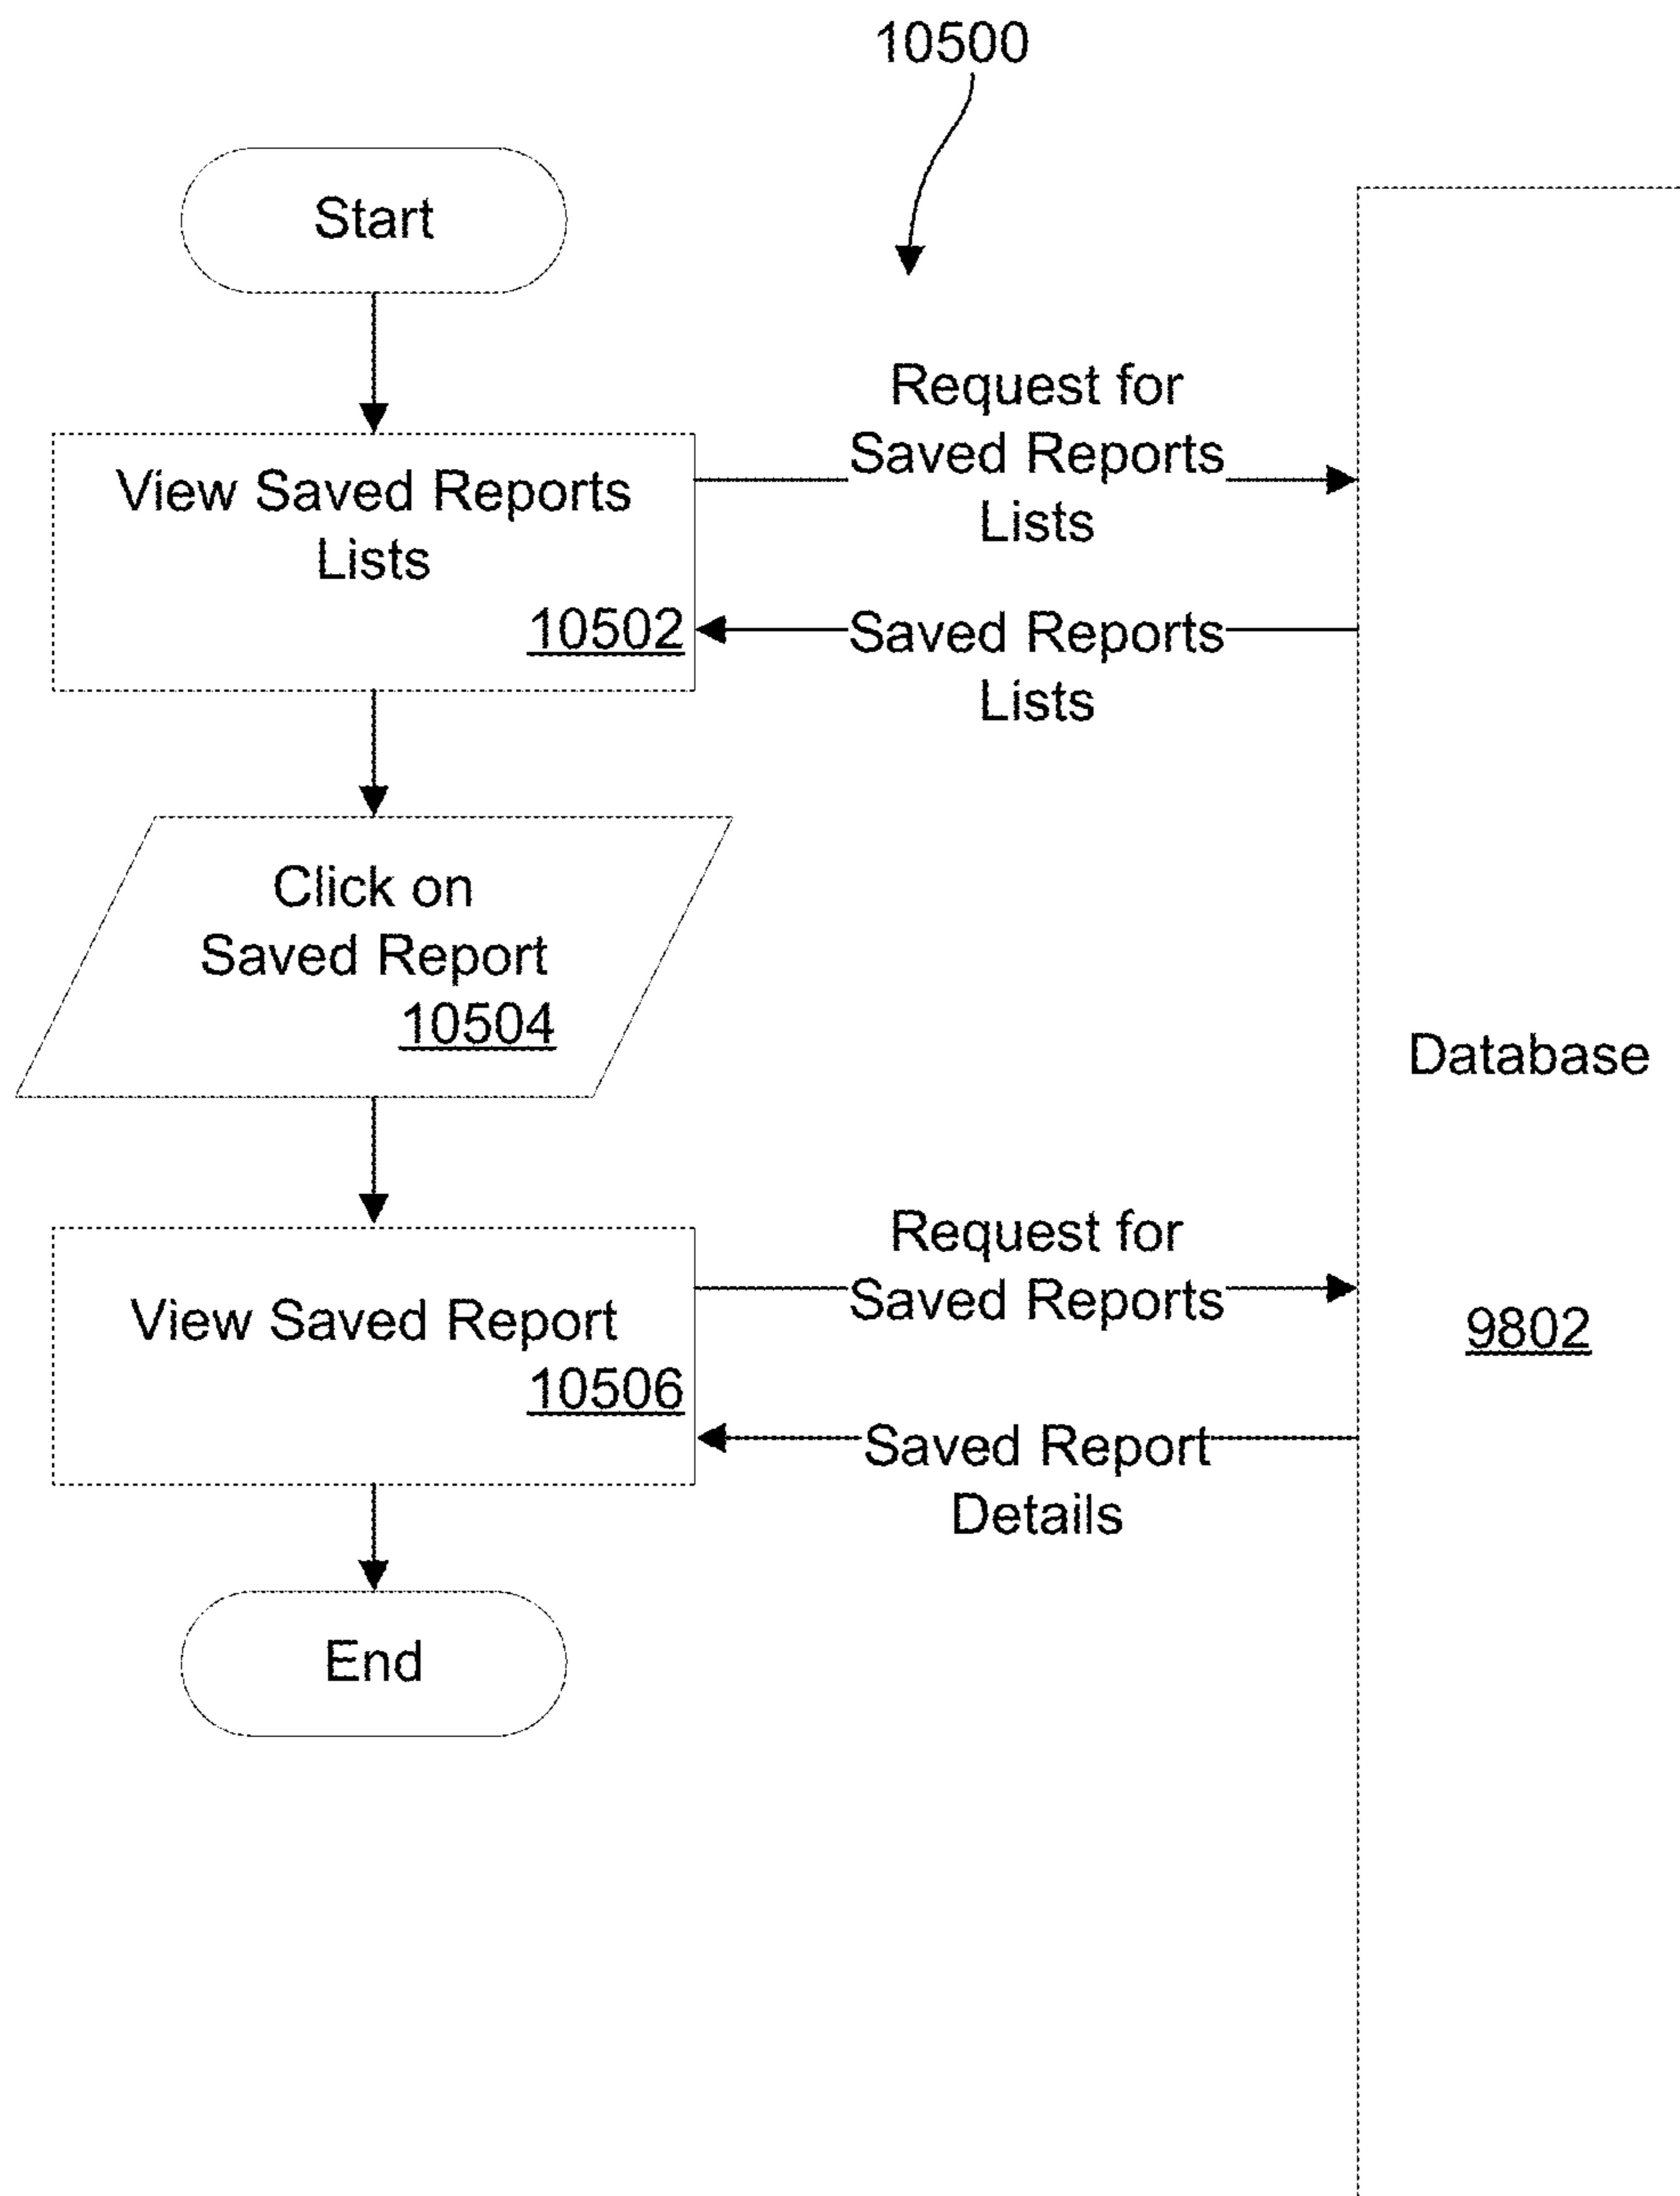 10500
Start
Request for
Saved Reports
Lists
View Saved Reports
Lists
10502
Saved Reports
Lists
Click on
Saved Report
10504
Database
Request for
Saved Reports
View Saved Report
10506
9802
Saved Report
Details
End